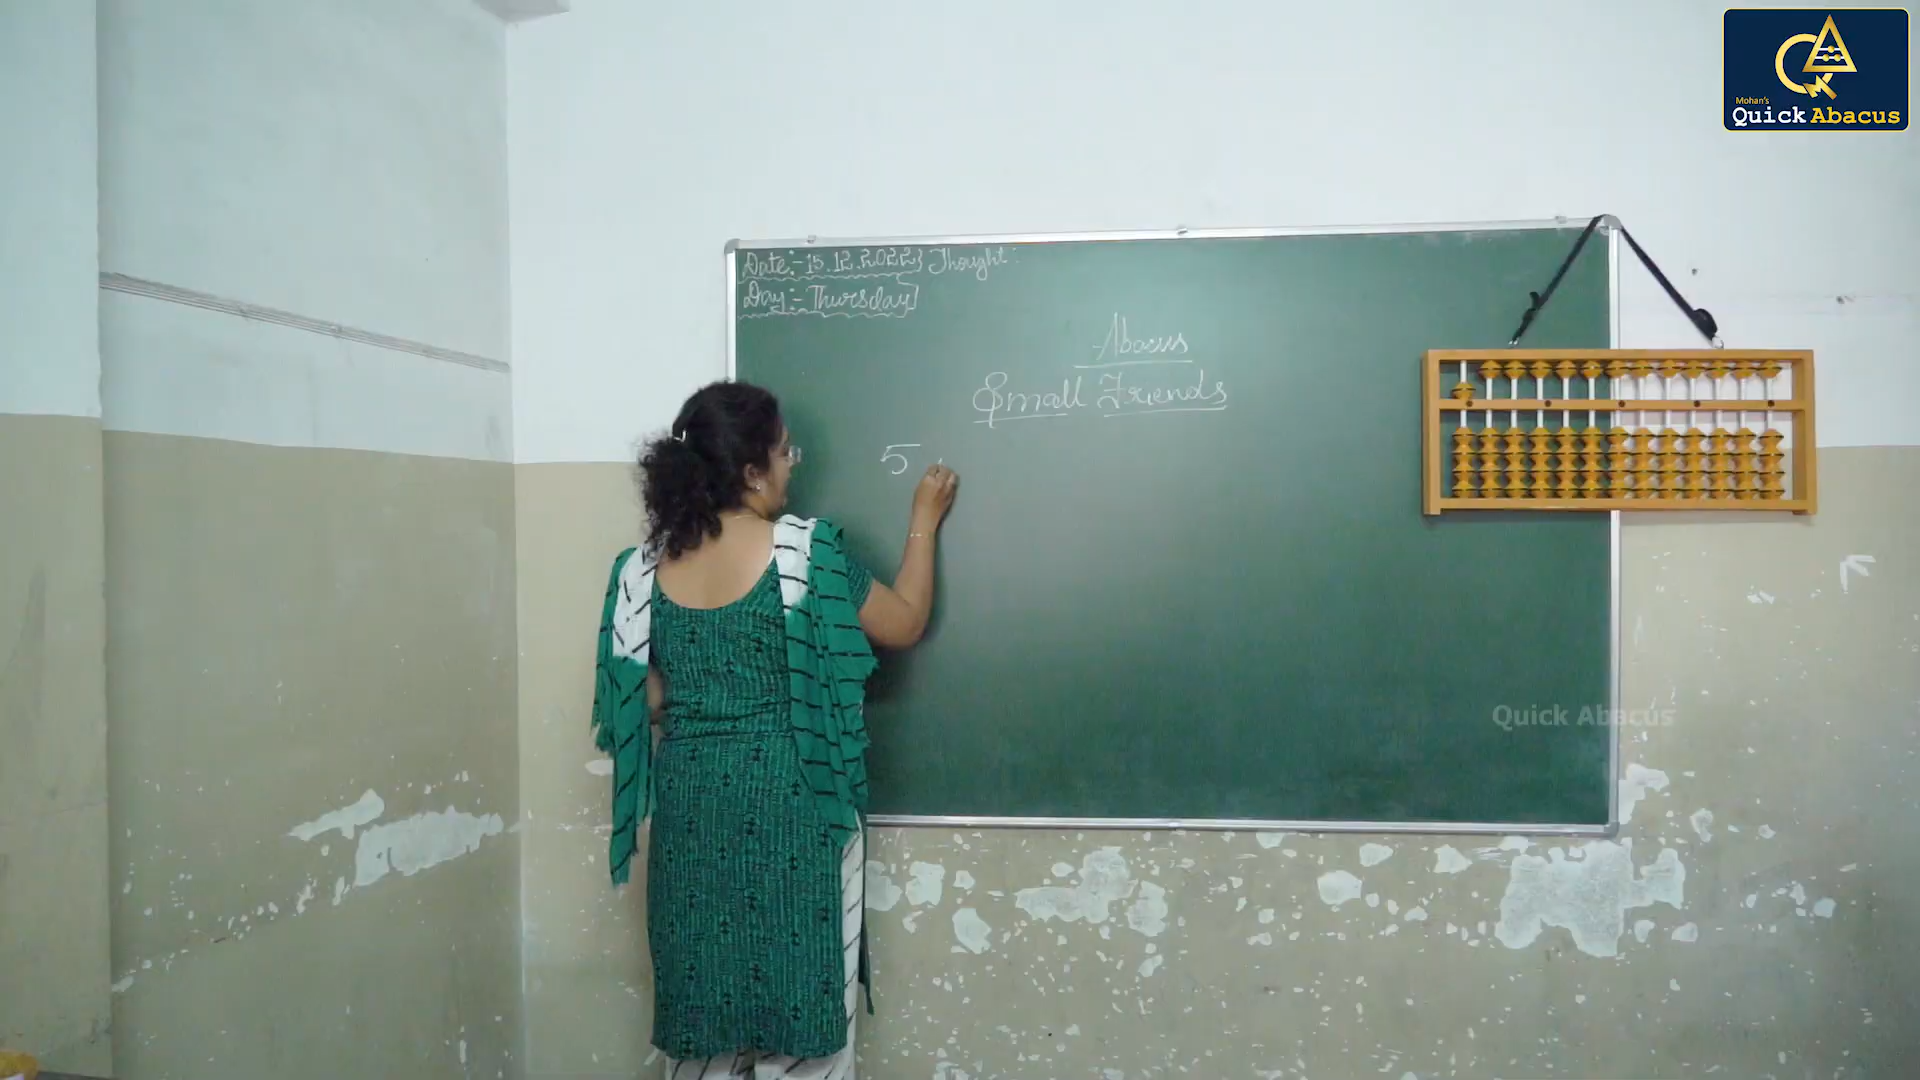 Mohan's
Quick Abacus
Date:- 15.12.2022} Thought:
Day:- Thursday]
Abacus
Small Friends
5
Quick Abacus